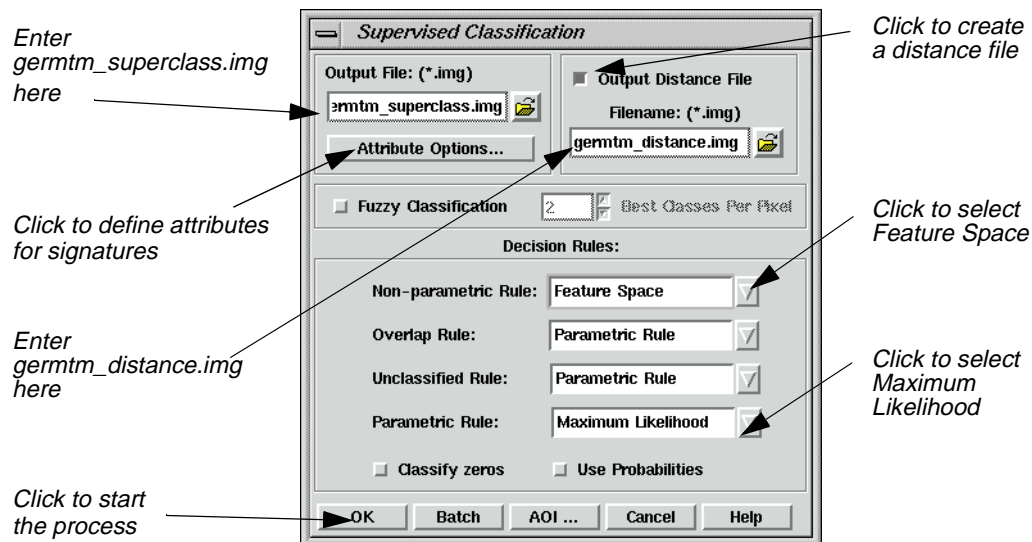 Enter
germtm_superclass.img
here
Click to define attributes
for signatures
Enter
germtm_distance.img
here
Click to start
the process
Supervised Classification
Output File: (*.img)
ermtm_superclass.img
Attribute Options...
Output Distance File
Filename: (*.img)
germtm_distance.img
Fuzzy Classification
2
Best Classes Per Pixel
Decision Rules:
Non-parametric Rule: Feature Space
Overlap Rule: Parametric Rule
Unclassified Rule: Parametric Rule
Parametric Rule: Maximum Likelihood
Classify zeros
Use Probabilities
OK
Batch
AOI ...
Cancel
Help
Click to create
a distance file
Click to select
Feature Space
Click to select
Maximum
Likelihood